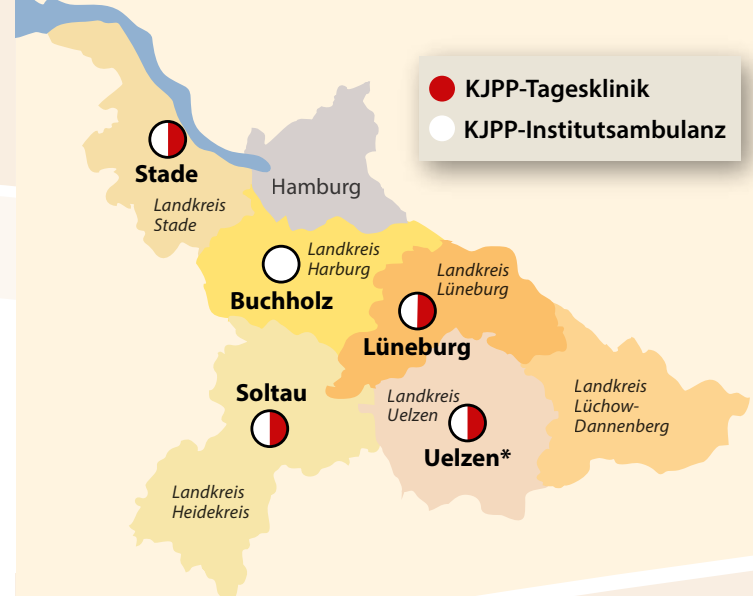 KJPP-Tagesklinik
KJPP-Institutsambulanz
Stade
Landkreis
Stade
Hamburg
Landkreis
Harburg
Buchholz
Landkreis
Lüneburg
Lüneburg
Soltau
Landkreis
Uelzen
Uelzen*
Landkreis
Lüchow-
Dannenberg
Landkreis
Heidekreis